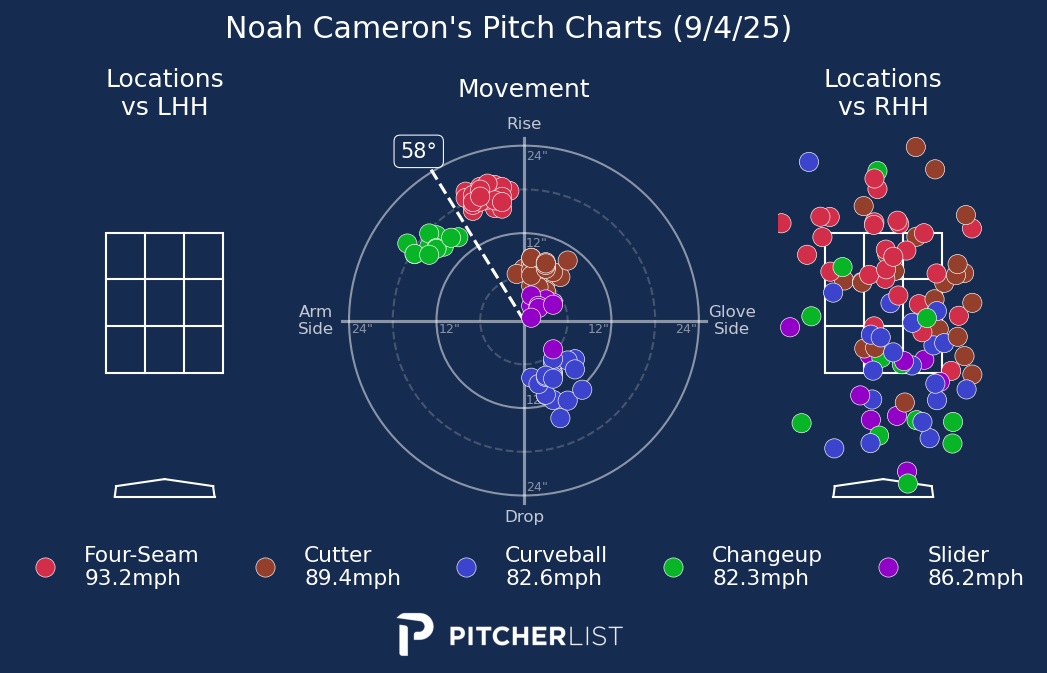 Noah Cameron's Pitch Charts (9/4/25)
Locations
vs LHH
Movement
Locations
vs RHH
Rise
58°
24"
12"
Arm
Side
24"
12"
12"
24"
Glove
Side
12"
24"
Drop
Four-Seam
93.2mph
Cutter
89.4mph
Curveball
82.6mph
Changeup
82.3mph
Slider
86.2mph
PITCHERLIST